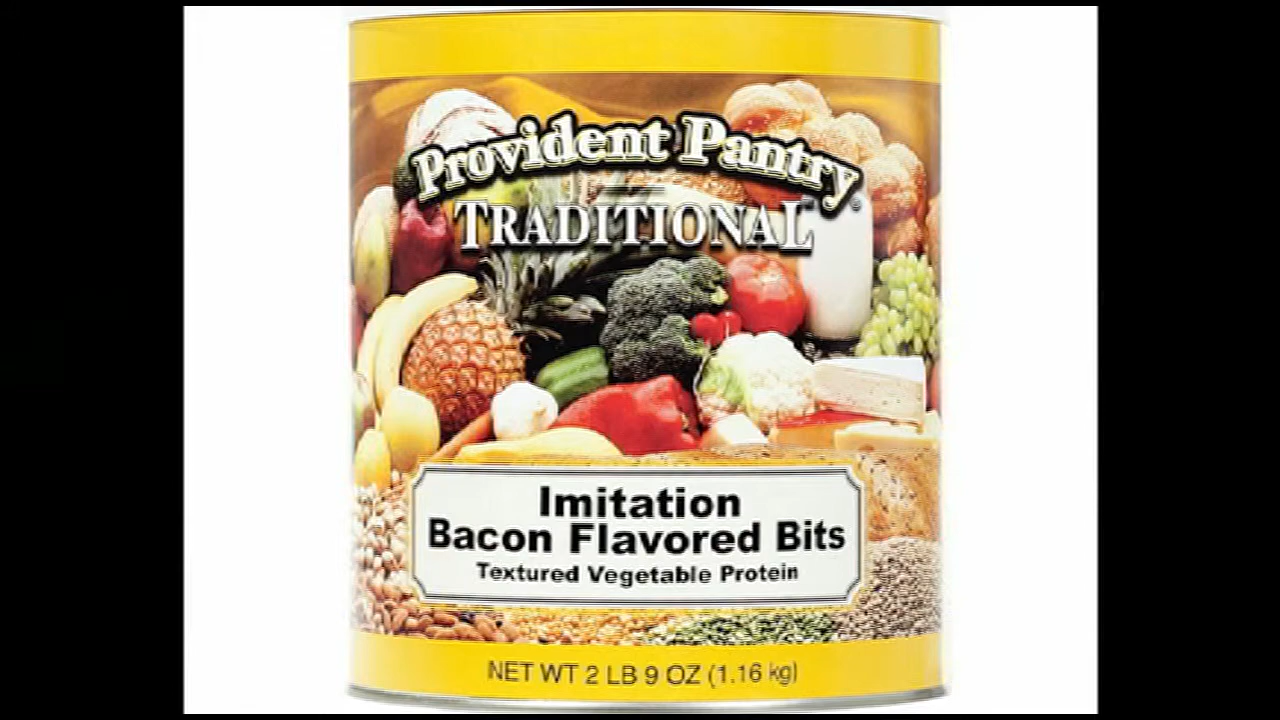 Provident Pantry®
TRADITIONAL
Imitation
Bacon Flavored Bits
Textured Vegetable Protein
NET WT 2 LB 9 OZ (1.16 kg)